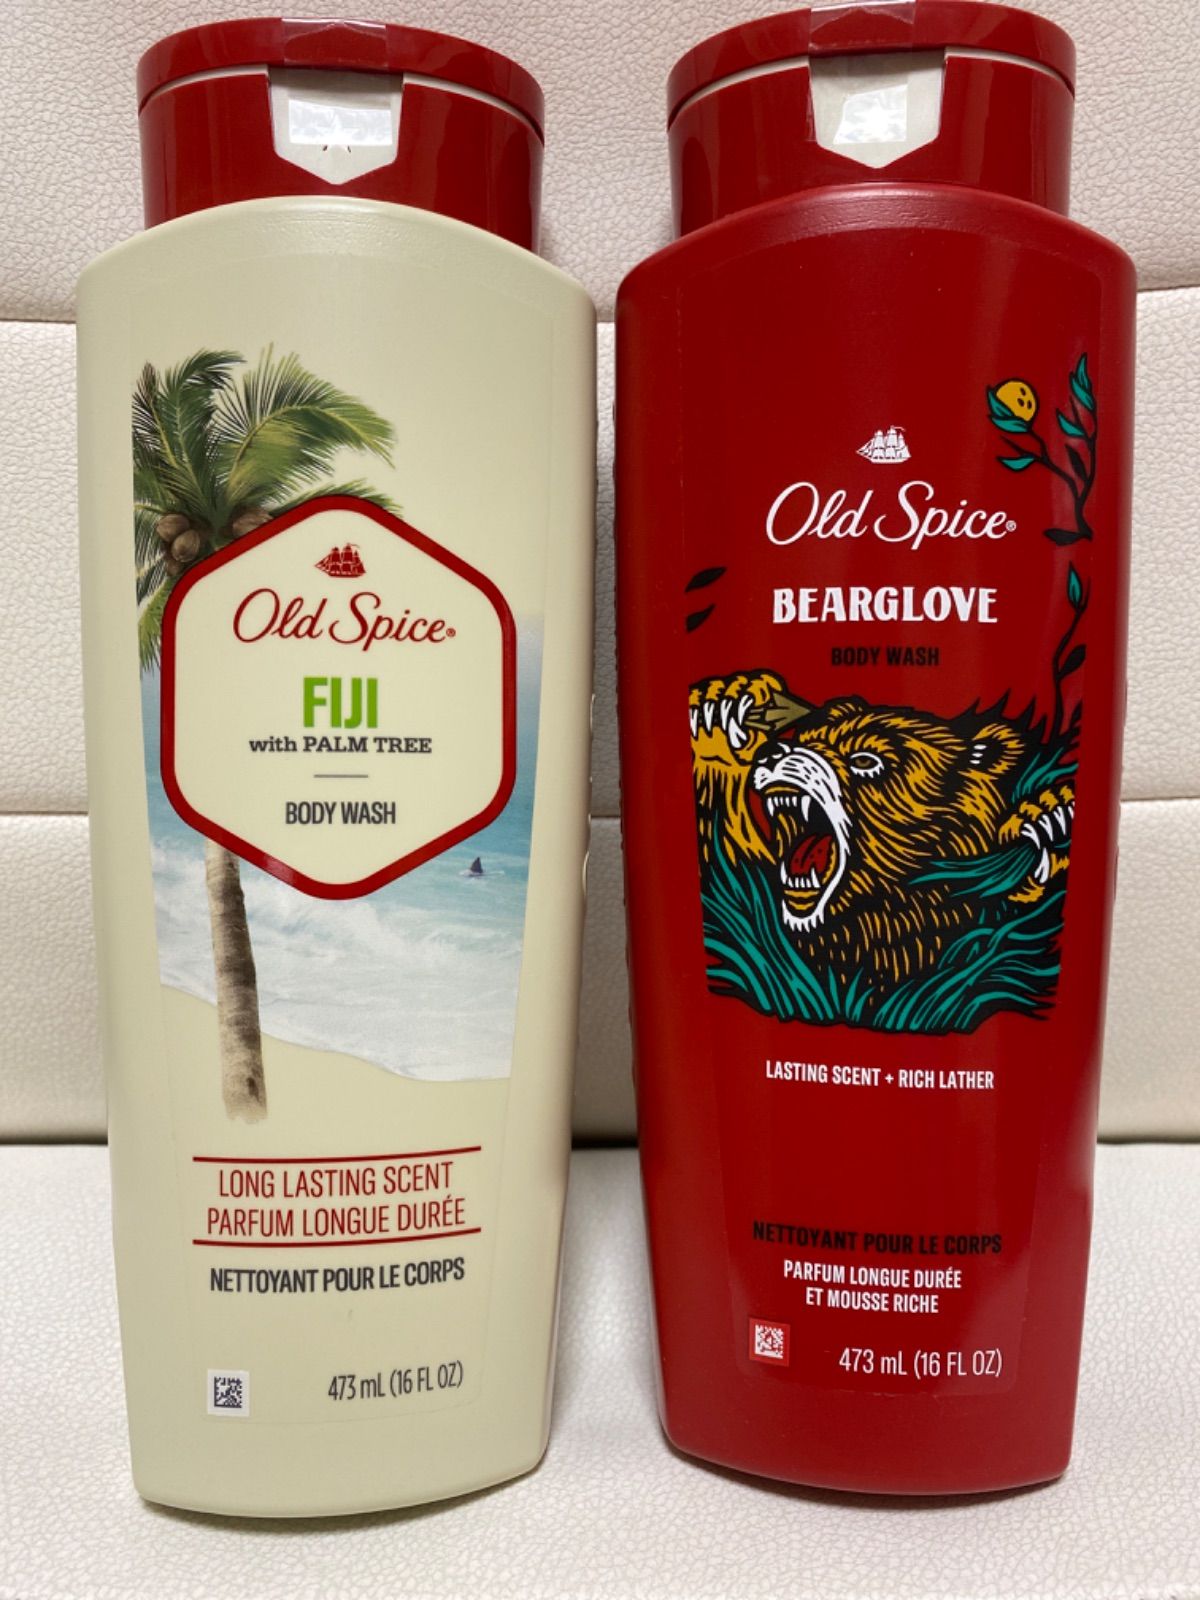 Old Spice®
FIJI
with PALM TREE
BODY WASH
LONG LASTING SCENT
PARFUM LONGUE DURÉE
NETTOYANT POUR LE CORPS
473 mL (16 FL OZ)
Old Spice®
BEARGLOVE
BODY WASH
LASTING SCENT + RICH LATHER
NETTOYANT POUR LE CORPS
PARFUM LONGUE DURÉE
ET MOUSSE RICHE
473 mL (16 FL OZ)